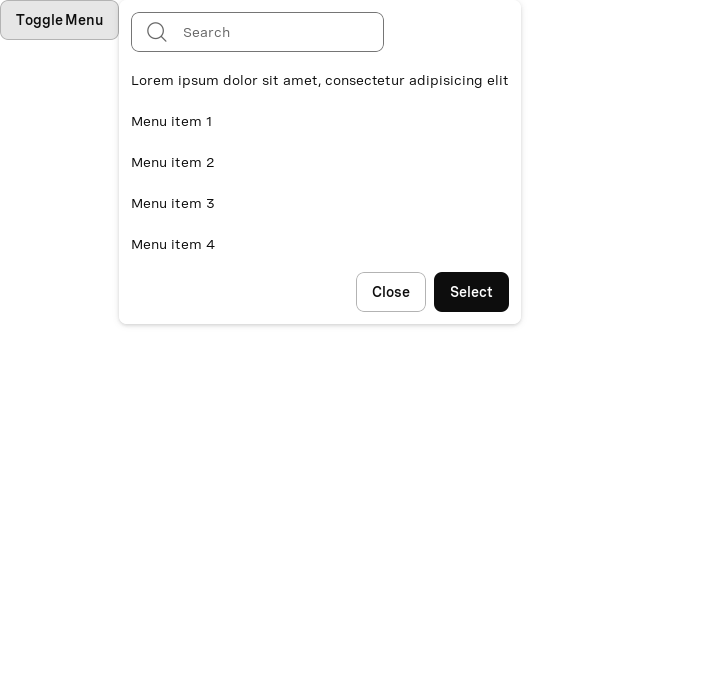 Toggle Menu
Search
Lorem ipsum dolor sit amet, consectetur adipisicing elit
Menu item 1
Menu item 2
Menu item 3
Menu item 4
Close
Select